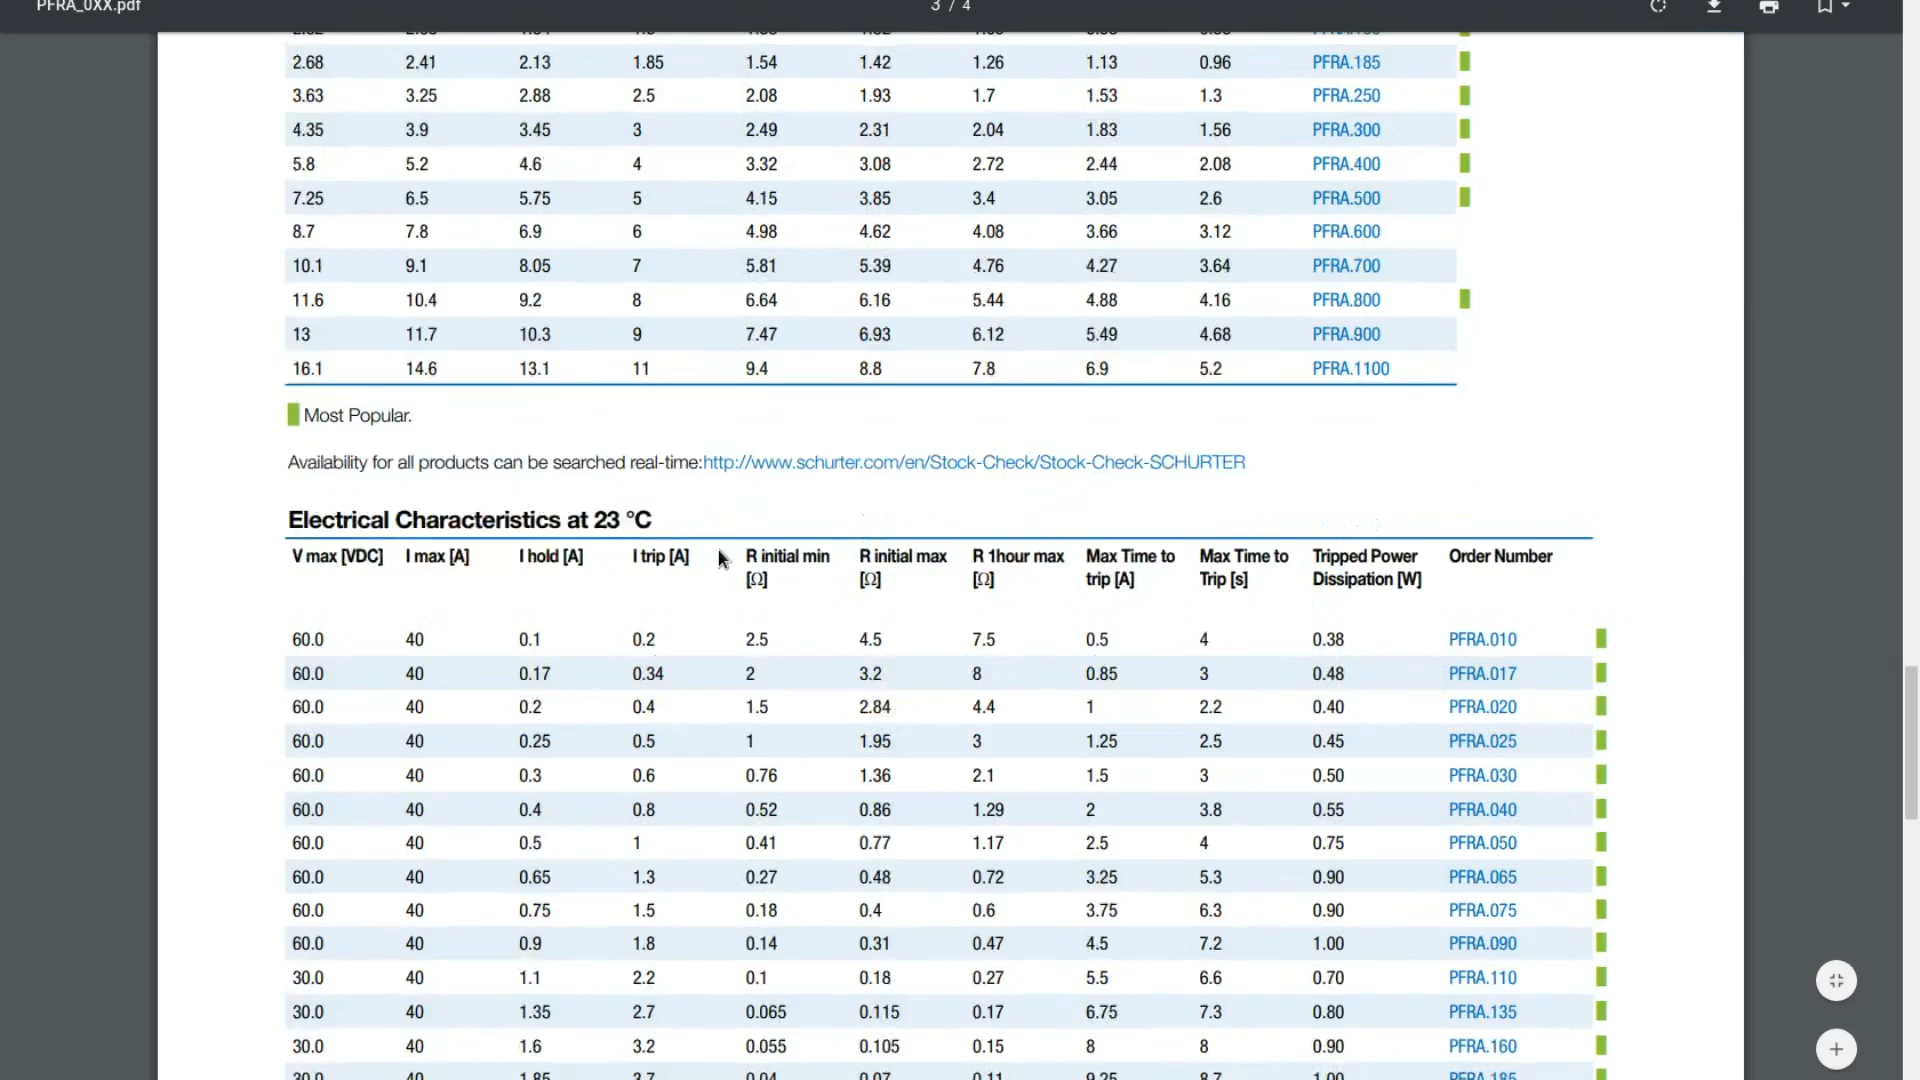 PFRA_0XX.pdf 3 / 4
2.68 2.41 2.13 1.85 1.54 1.42 1.26 1.13 0.96 PFRA.185
3.63 3.25 2.88 2.5 2.08 1.93 1.7 1.53 1.3 PFRA.250
4.35 3.9 3.45 3 2.49 2.31 2.04 1.83 1.56 PFRA.300
5.8 5.2 4.6 4 3.32 3.08 2.72 2.44 2.08 PFRA.400
7.25 6.5 5.75 5 4.15 3.85 3.4 3.05 2.6 PFRA.500
8.7 7.8 6.9 6 4.98 4.62 4.08 3.66 3.12 PFRA.600
10.1 9.1 8.05 7 5.81 5.39 4.76 4.27 3.64 PFRA.700
11.6 10.4 9.2 8 6.64 6.16 5.44 4.88 4.16 PFRA.800
13 11.7 10.3 9 7.47 6.93 6.12 5.49 4.68 PFRA.900
16.1 14.6 13.1 11 9.4 8.8 7.8 6.9 5.2 PFRA.1100
Most Popular.
Availability for all products can be searched real-time:http://www.schurter.com/en/Stock-Check/Stock-Check-SCHURTER
Electrical Characteristics at 23 °C
V max [VDC] I max [A] I hold [A] I trip [A] R initial min R initial max R 1hour max Max Time to Max Time to Tripped Power Order Number
[Ω] [Ω] [Ω] trip [A] Trip [s] Dissipation [W]
60.0 40 0.1 0.2 2.5 4.5 7.5 0.5 4 0.38 PFRA.010
60.0 40 0.17 0.34 2 3.2 8 0.85 3 0.48 PFRA.017
60.0 40 0.2 0.4 1.5 2.84 4.4 1 2.2 0.40 PFRA.020
60.0 40 0.25 0.5 1 1.95 3 1.25 2.5 0.45 PFRA.025
60.0 40 0.3 0.6 0.76 1.36 2.1 1.5 3 0.50 PFRA.030
60.0 40 0.4 0.8 0.52 0.86 1.29 2 3.8 0.55 PFRA.040
60.0 40 0.5 1 0.41 0.77 1.17 2.5 4 0.75 PFRA.050
60.0 40 0.65 1.3 0.27 0.48 0.72 3.25 5.3 0.90 PFRA.065
60.0 40 0.75 1.5 0.18 0.4 0.6 3.75 6.3 0.90 PFRA.075
60.0 40 0.9 1.8 0.14 0.31 0.47 4.5 7.2 1.00 PFRA.090
30.0 40 1.1 2.2 0.1 0.18 0.27 5.5 6.6 0.70 PFRA.110
30.0 40 1.35 2.7 0.065 0.115 0.17 6.75 7.3 0.80 PFRA.135
30.0 40 1.6 3.2 0.055 0.105 0.15 8 8 0.90 PFRA.160
30.0 40 1.85 3.7 0.04 0.07 0.11 9.25 8.7 1.00 PFRA.185